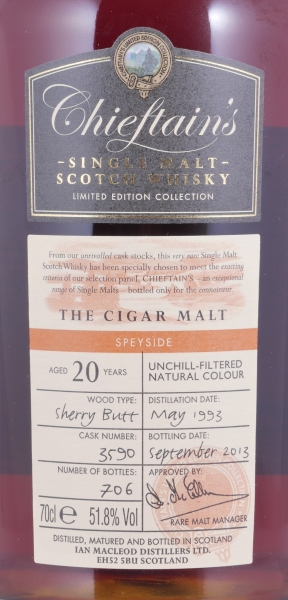 CHIEFTAIN'S LIMITED EDITION COLLECTION
Chieftain's
-SINGLE MALT-
SCOTCH WHISKY
LIMITED EDITION COLLECTION
From our unrivalled cask stocks, this very rare Single Malt
Scotch Whisky has been specially chosen to meet the exacting
criteria of our selection panel, CHIEFTAIN'S – an exceptional
range of Single Malts – bottled only for the connoisseur.
THE CIGAR MALT
SPEYSIDE
AGED 20 YEARS
UNCHILL-FILTERED
NATURAL COLOUR
WOOD TYPE:
Sherry Butt
DISTILLATION DATE:
May 1993
CASK NUMBER:
3590
BOTTLING DATE:
September 2013
NUMBER OF BOTTLES:
706
APPROVED BY:
70cl e 51.8% Vol
RARE MALT MANAGER
DISTILLED, MATURED AND BOTTLED IN SCOTLAND
IAN MACLEOD DISTILLERS LTD.
EH52 5BU SCOTLAND